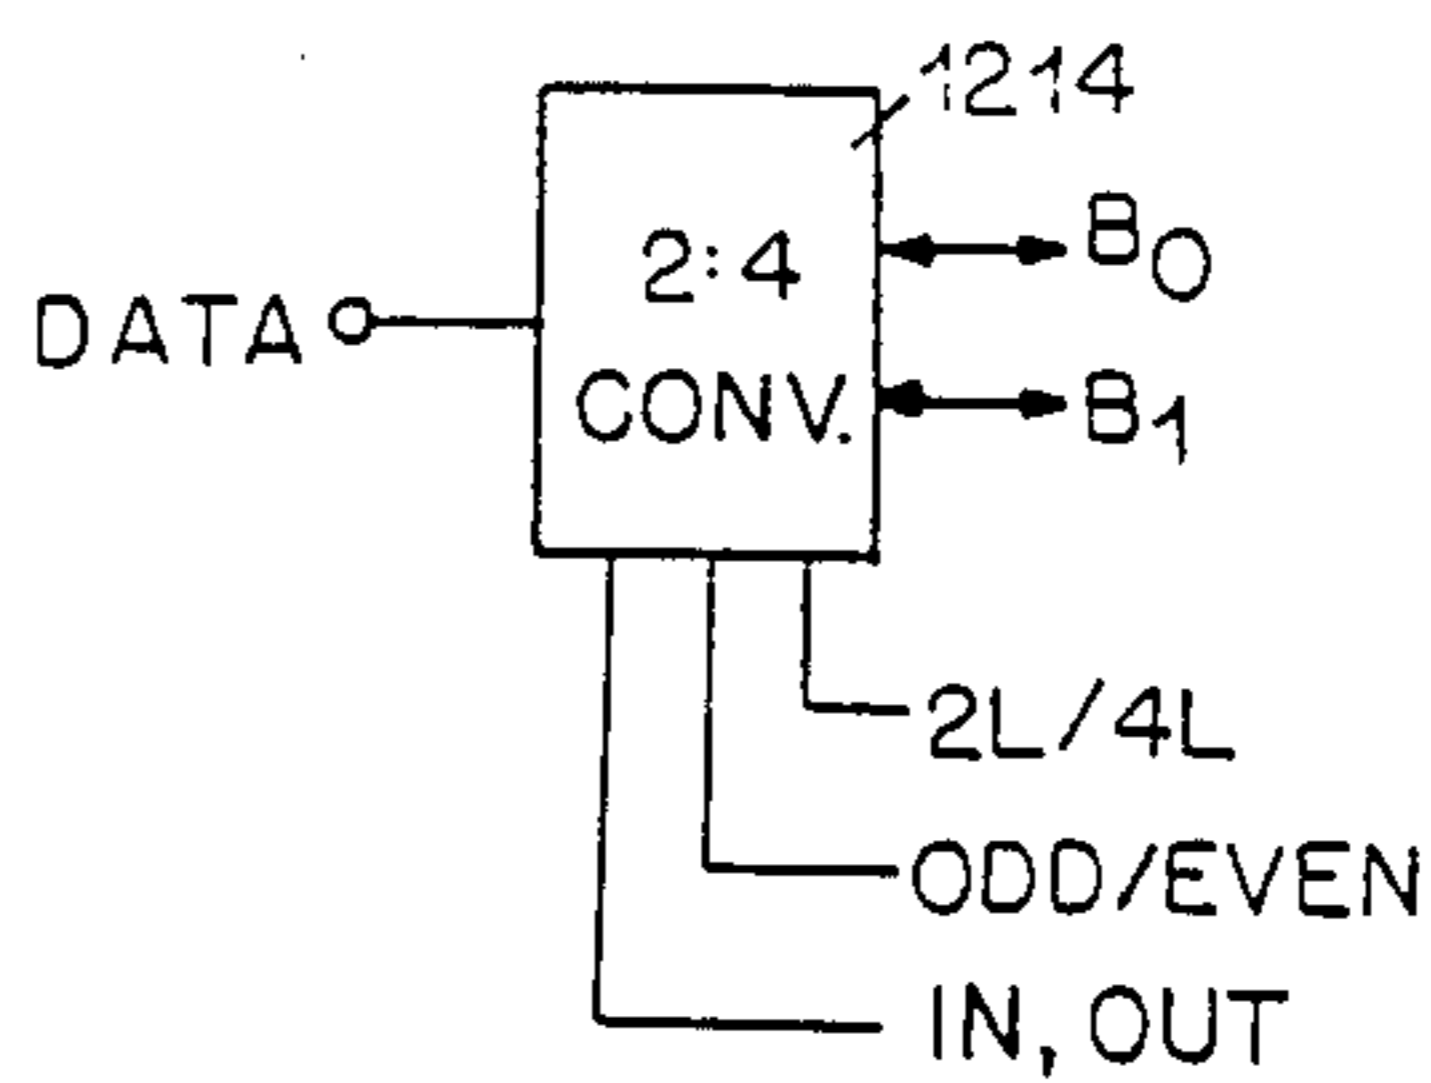 1214
2:4
CONV.
DATA
B0
B1
2L/4L
ODD/EVEN
IN, OUT